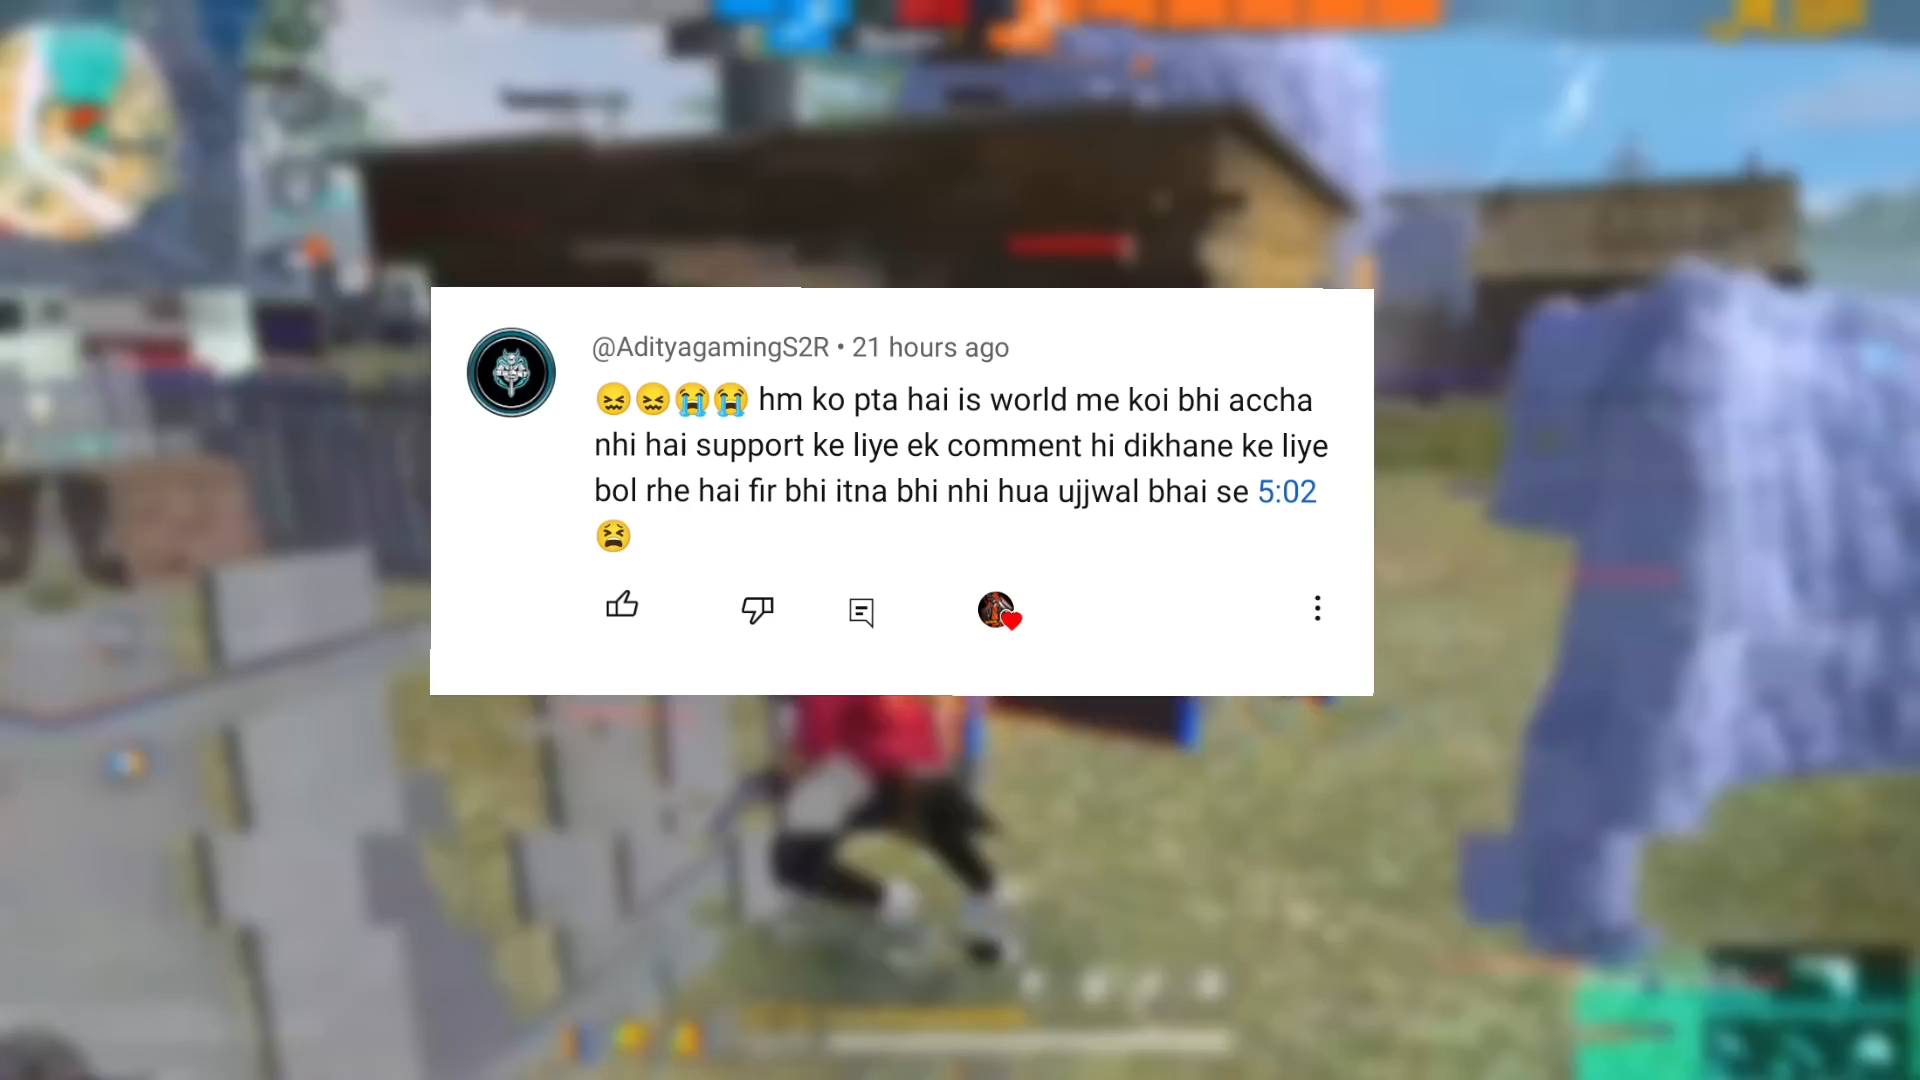 @AdityagamingS2R • 21 hours ago
😖😖😭😭 hm ko pta hai is world me koi bhi accha
nhi hai support ke liye ek comment hi dikhane ke liye
bol rhe hai fir bhi itna bhi nhi hua ujjwal bhai se 5:02
😫